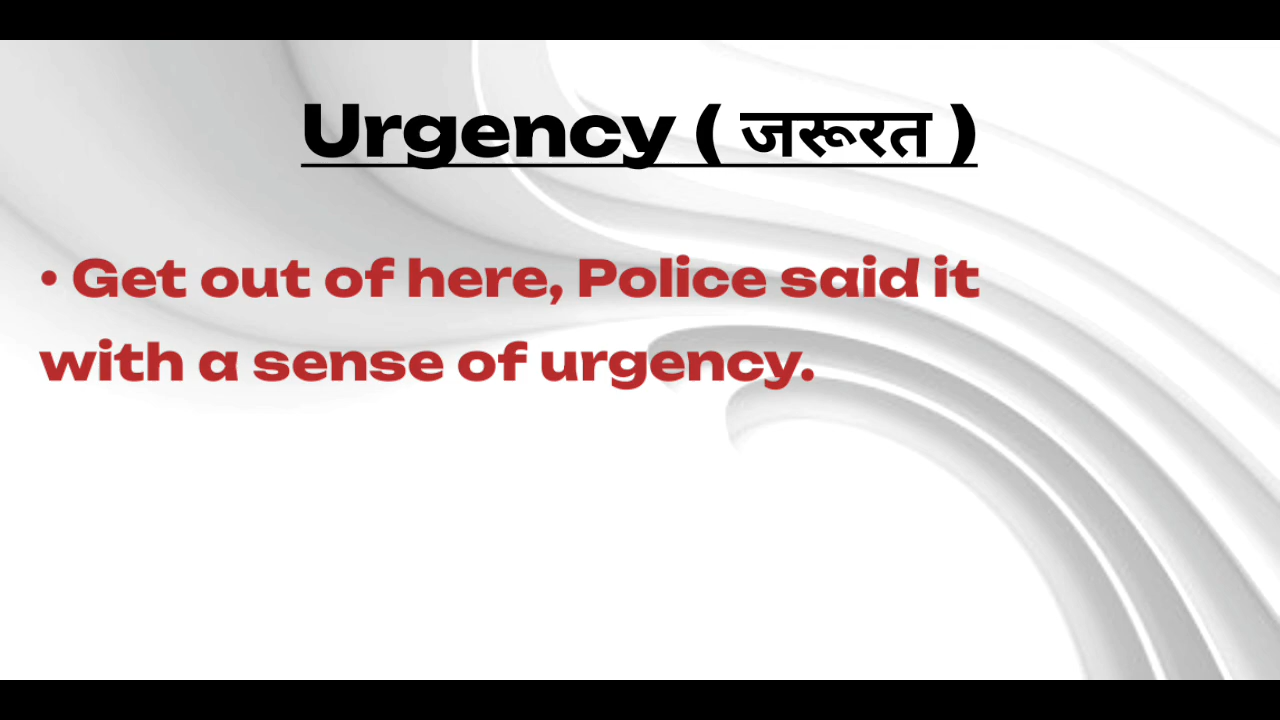 Urgency ( जरूरत )
• Get out of here, Police said it
with a sense of urgency.